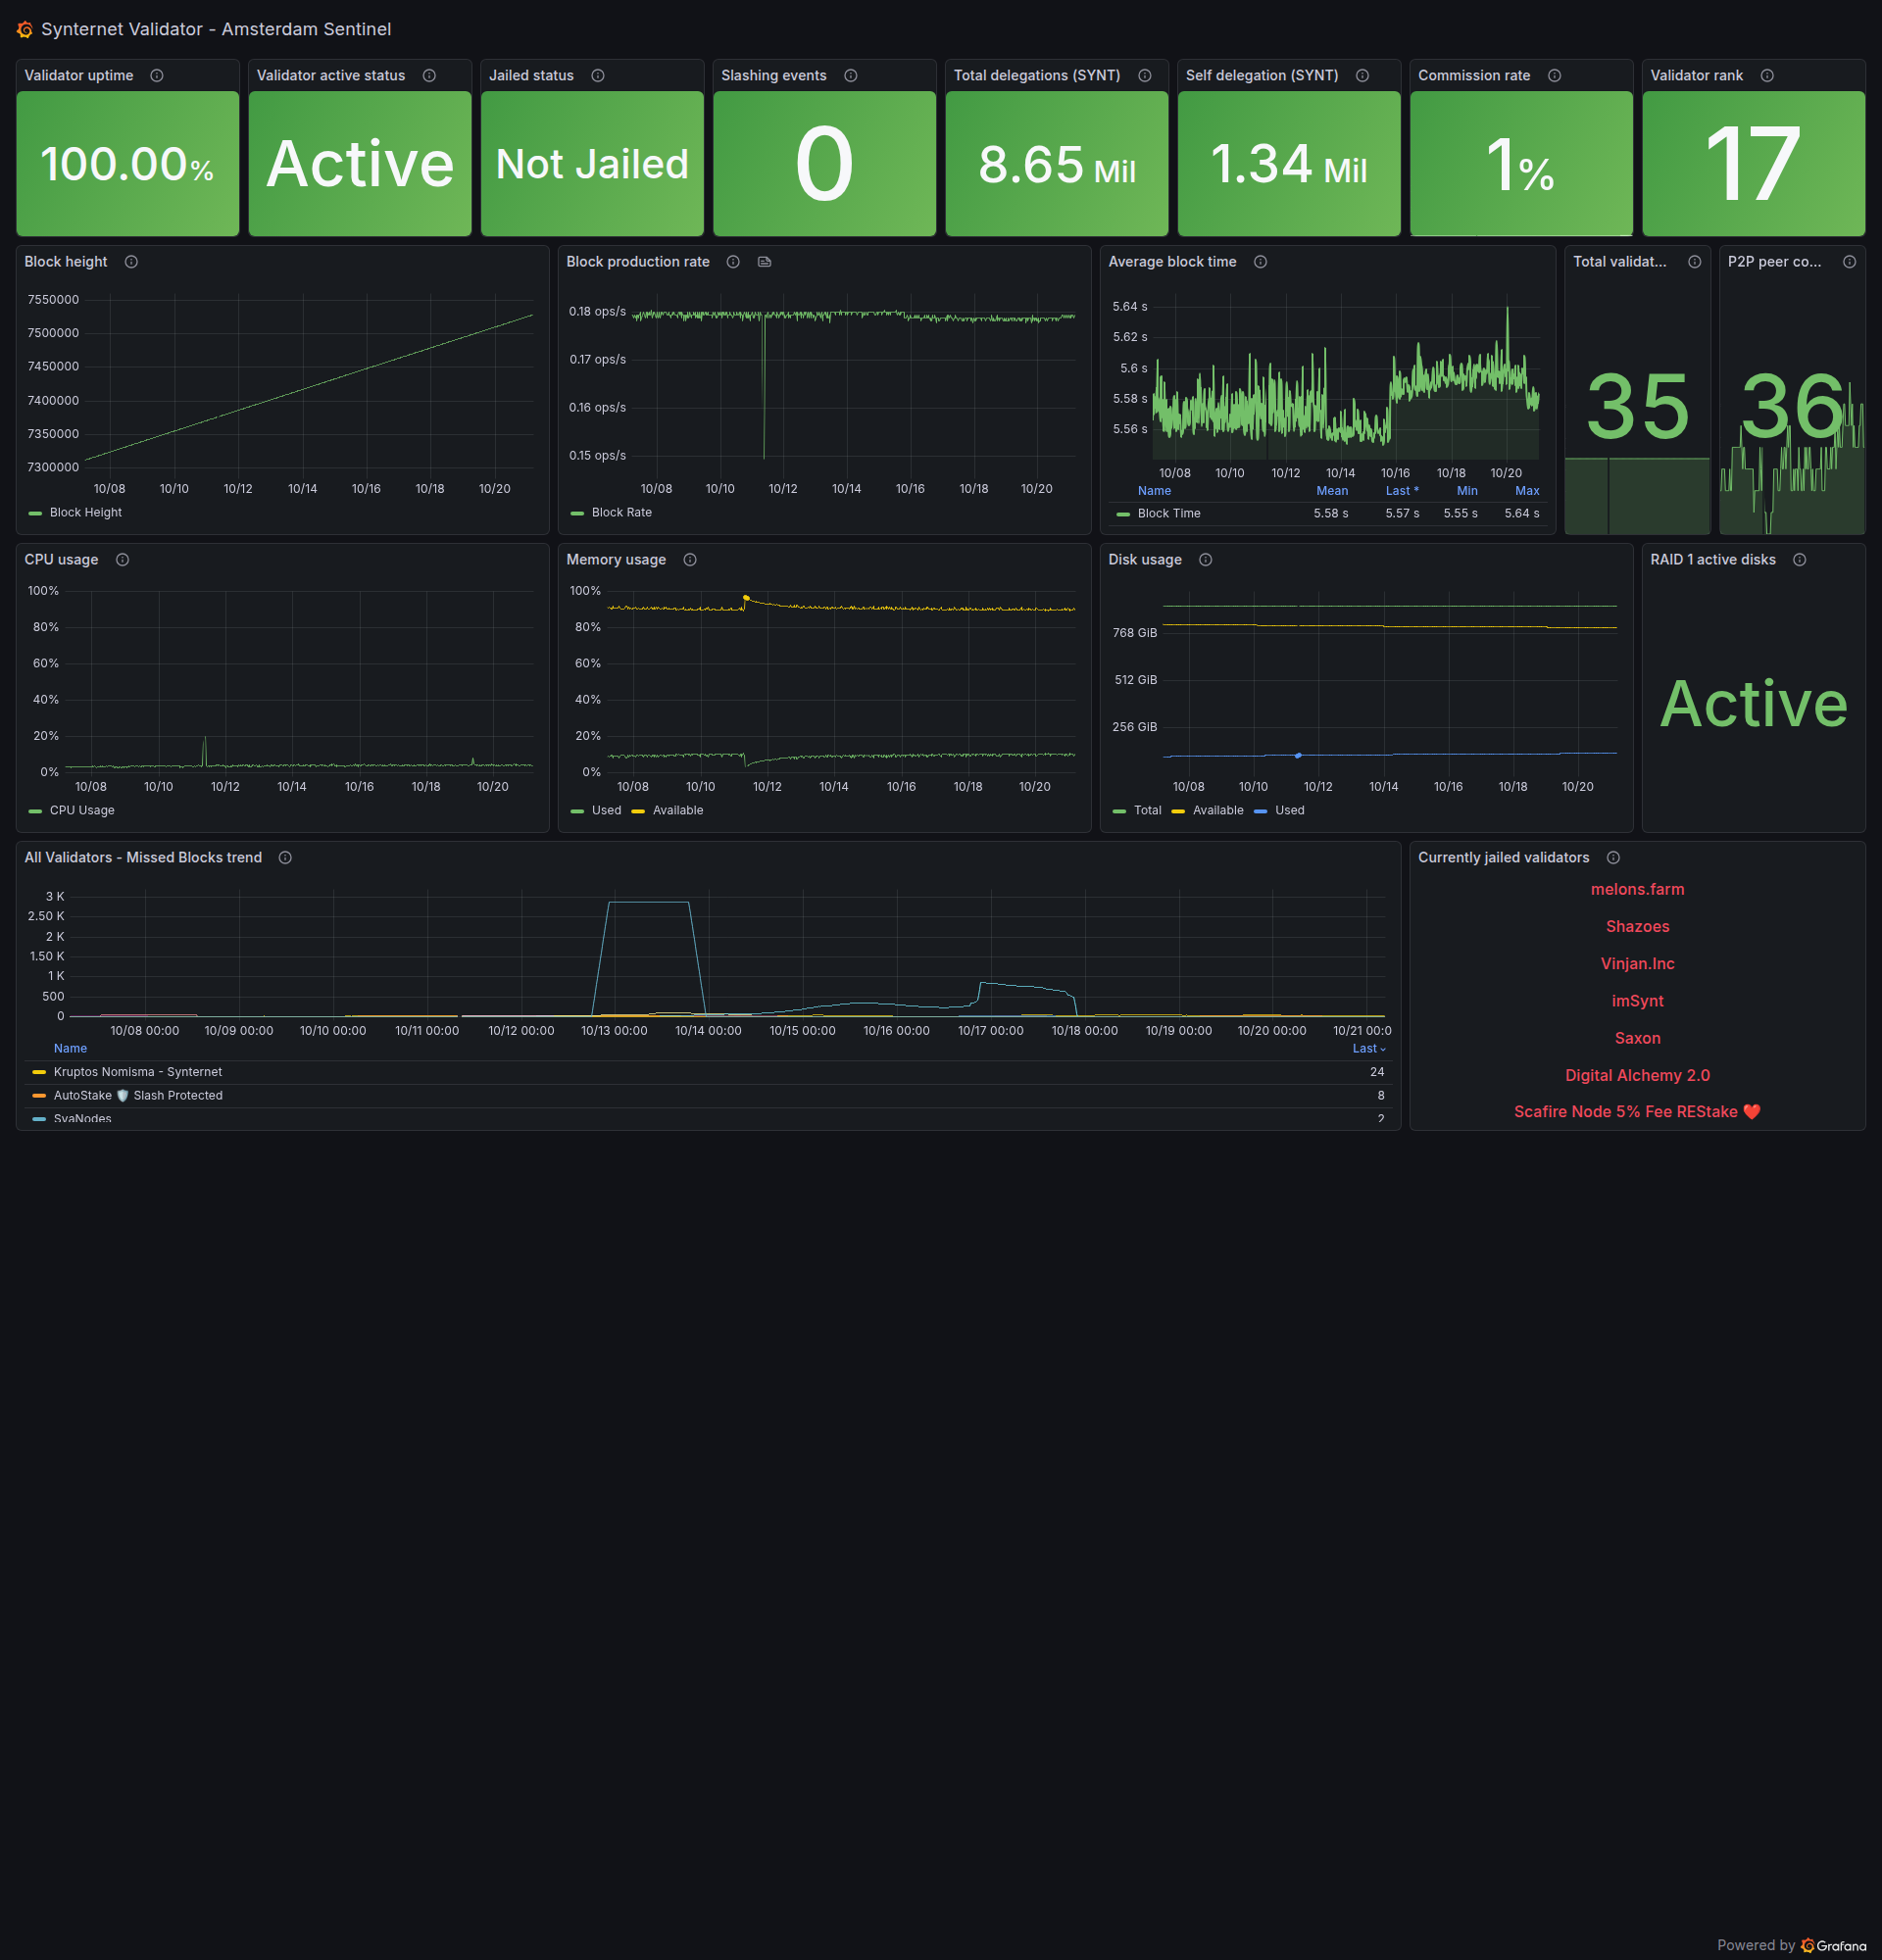 Synternet Validator - Amsterdam Sentinel
Validator uptime
Validator active status
Jailed status
Slashing events
Total delegations (SYNT)
Self delegation (SYNT)
Commission rate
Validator rank
100.00%
Active
Not Jailed
0
8.65 Mil
1.34 Mil
1%
17
Block height
7550000
7500000
7450000
7400000
7350000
7300000
10/08 10/10 10/12 10/14 10/16 10/18 10/20
Block Height
Block production rate
0.18 ops/s
0.17 ops/s
0.16 ops/s
0.15 ops/s
10/08 10/10 10/12 10/14 10/16 10/18 10/20
Block Rate
Average block time
5.64 s
5.62 s
5.6 s
5.58 s
5.56 s
10/08 10/10 10/12 10/14 10/16 10/18 10/20
Name Mean Last * Min Max
Block TIme 5.58 s 5.57 s 5.55 s 5.64 s
Total validat...
35
P2P peer co...
36
CPU usage
100%
80%
60%
40%
20%
0%
10/08 10/10 10/12 10/14 10/16 10/18 10/20
CPU Usage
Memory usage
100%
80%
60%
40%
20%
0%
10/08 10/10 10/12 10/14 10/16 10/18 10/20
Used Available
Disk usage
768 GiB
512 GiB
256 GiB
10/08 10/10 10/12 10/14 10/16 10/18 10/20
Total Available Used
RAID 1 active disks
Active
All Validators - Missed Blocks trend
3 K
2.50 K
2 K
1.50 K
1 K
500
0
10/08 00:00 10/09 00:00 10/10 00:00 10/11 00:00 10/12 00:00 10/13 00:00 10/14 00:00 10/15 00:00 10/16 00:00 10/17 00:00 10/18 00:00 10/19 00:00 10/20 00:00 10/21 00:0
Name Last
Kruptos Nomisma - Synternet 24
AutoStake 🛡️ Slash Protected 8
SvaNodes 2
Currently jailed validators
melons.farm
Shazoes
Vinjan.Inc
imSynt
Saxon
Digital Alchemy 2.0
Scafire Node 5% Fee REStake ❤️
Powered by Grafana